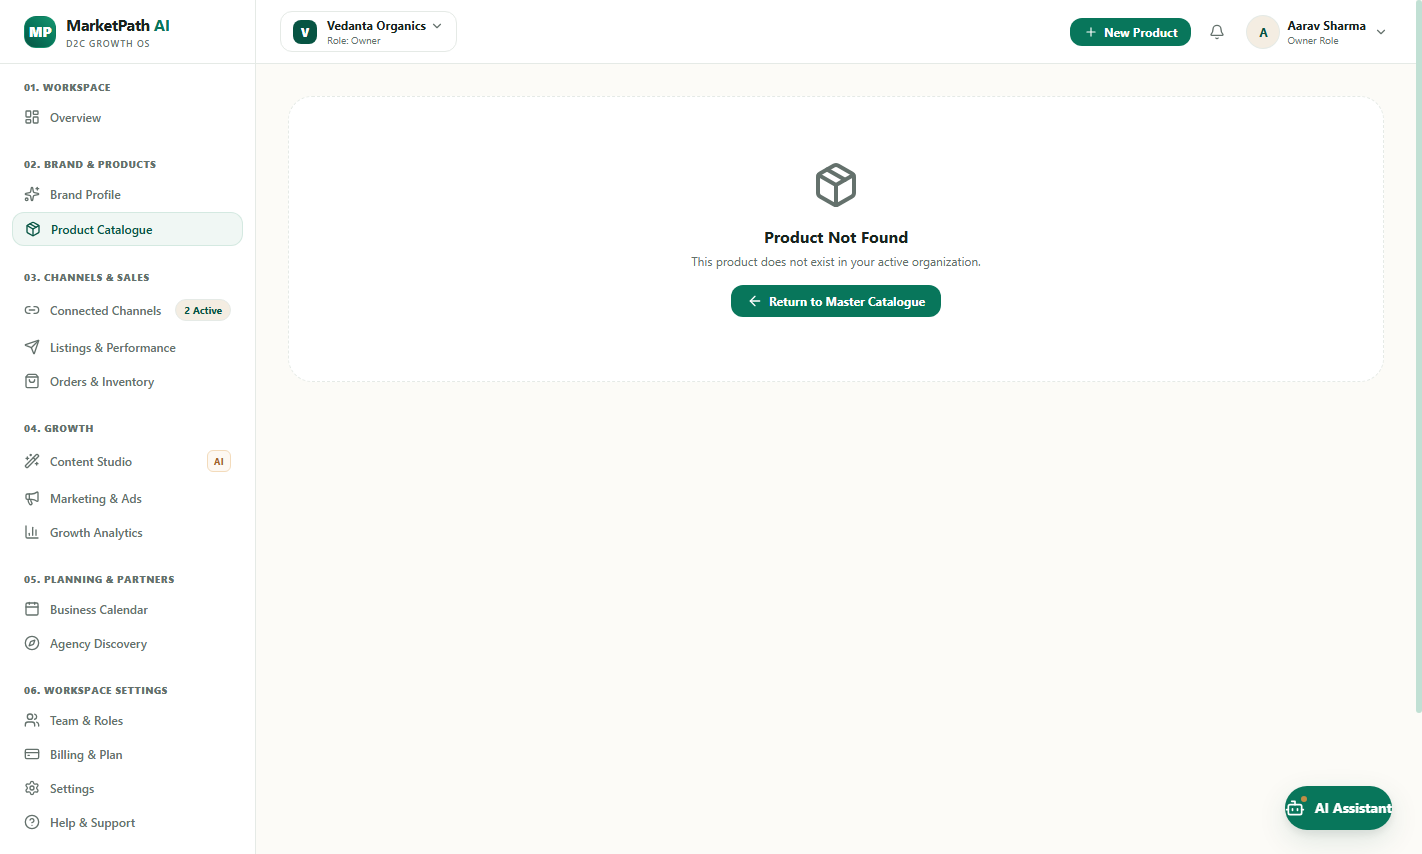 MP
MarketPath AI
D2C GROWTH OS
V
Vedanta Organics
Role: Owner
New Product
A
Aarav Sharma
Owner Role
01. WORKSPACE
Overview
02. BRAND & PRODUCTS
Brand Profile
Product Catalogue
03. CHANNELS & SALES
Connected Channels
2 Active
Listings & Performance
Orders & Inventory
04. GROWTH
Content Studio
AI
Marketing & Ads
Growth Analytics
05. PLANNING & PARTNERS
Business Calendar
Agency Discovery
06. WORKSPACE SETTINGS
Team & Roles
Billing & Plan
Settings
Help & Support
Product Not Found
This product does not exist in your active organization.
Return to Master Catalogue
AI Assistant